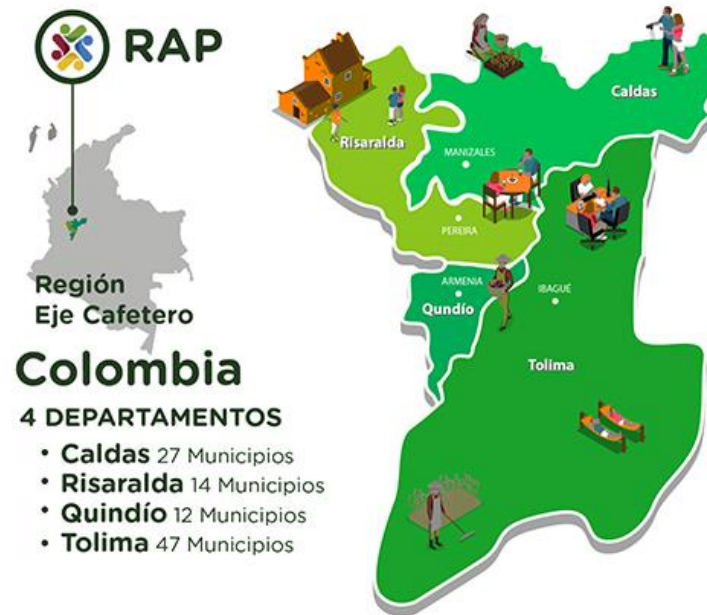 RAP
Región
Eje Cafetero
Colombia
4 DEPARTAMENTOS
• Caldas 27 Municipios
• Risaralda 14 Municipios
• Quindío 12 Municipios
• Tolima 47 Municipios
Caldas
Risaralda
MANIZALES
PEREIRA
ARMENIA
Qundío
IBAGUÉ
Tolima